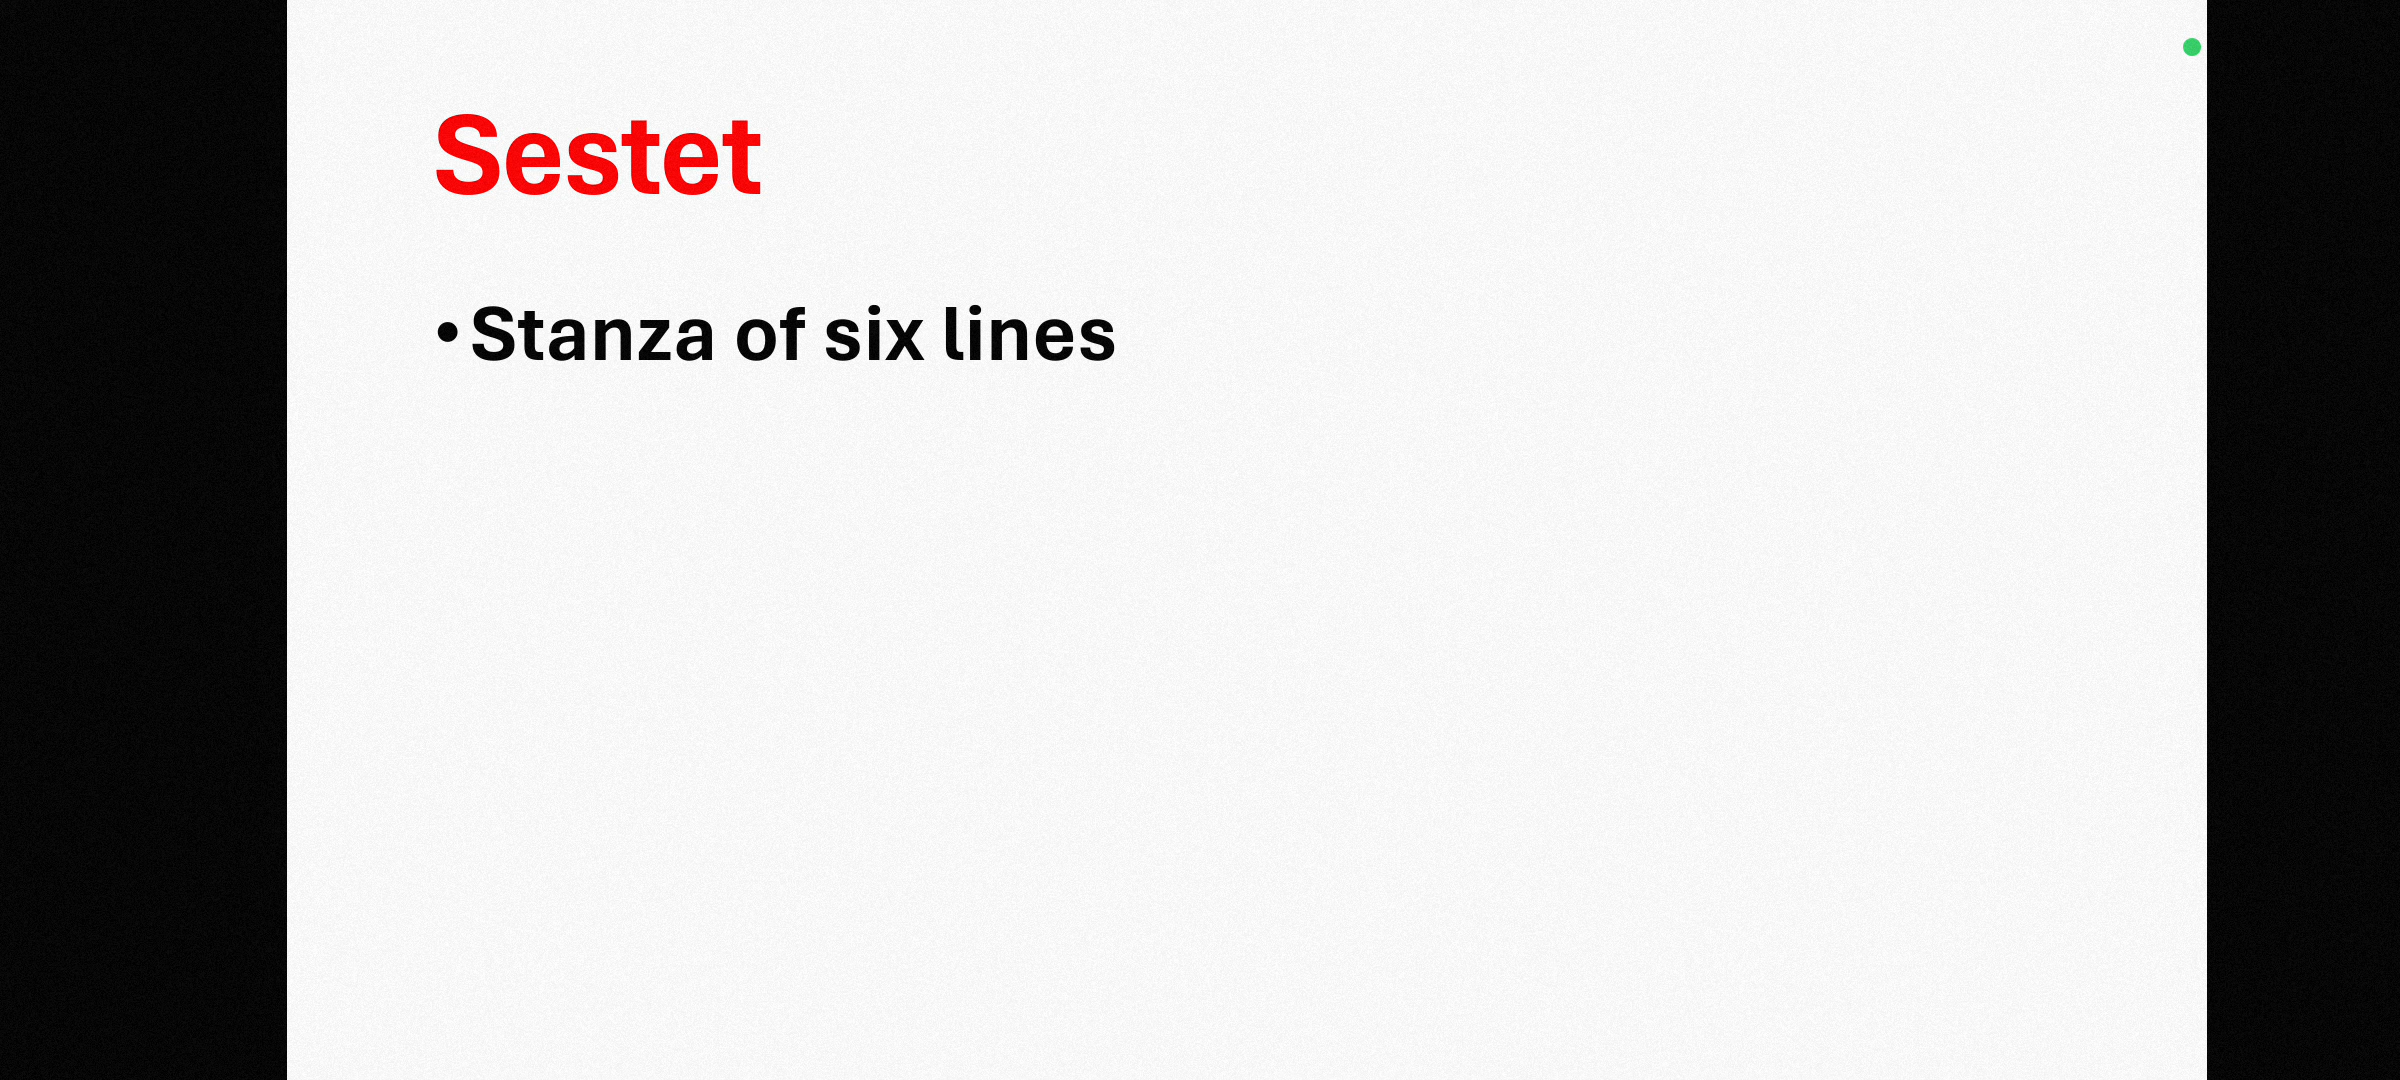 Sestet
• Stanza of six lines